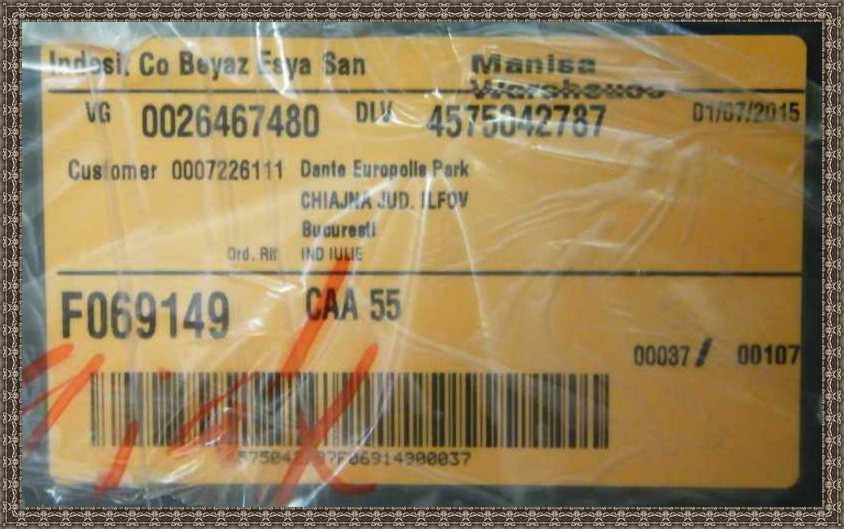 Indesit Co Beyaz Esya San Manisa
Warehouse
VG 0026467480 DLV 4575042787 01/07/2015
Customer 0007226111 Dante Europolis Park
CHIAJNA JUD. ILFOV
Bucuresti
Ord. Rif IND IULIE
F069149 CAA 55
00037 / 00107